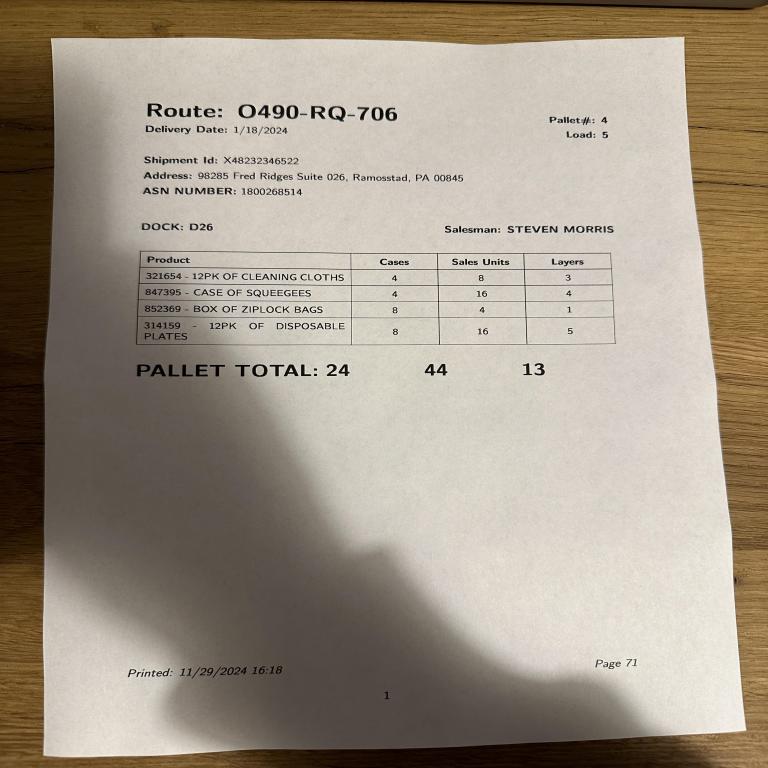 Route: O490-RQ-706
Delivery Date: 1/18/2024
Pallet#: 4
Load: 5
Shipment Id: X48232346522
Address: 98285 Fred Ridges Suite 026, Ramosstad, PA 00845
ASN NUMBER: 1800268514
DOCK: D26 Salesman: STEVEN MORRIS
Product Cases Sales Units Layers
321654 - 12PK OF CLEANING CLOTHS 4 8 3
847395 - CASE OF SQUEEGEES 4 16 4
852369 - BOX OF ZIPLOCK BAGS 8 4 1
314159 - 12PK OF DISPOSABLE
PLATES 8 16 5
PALLET TOTAL: 24 44 13
Printed: 11/29/2024 16:18 Page 71
1